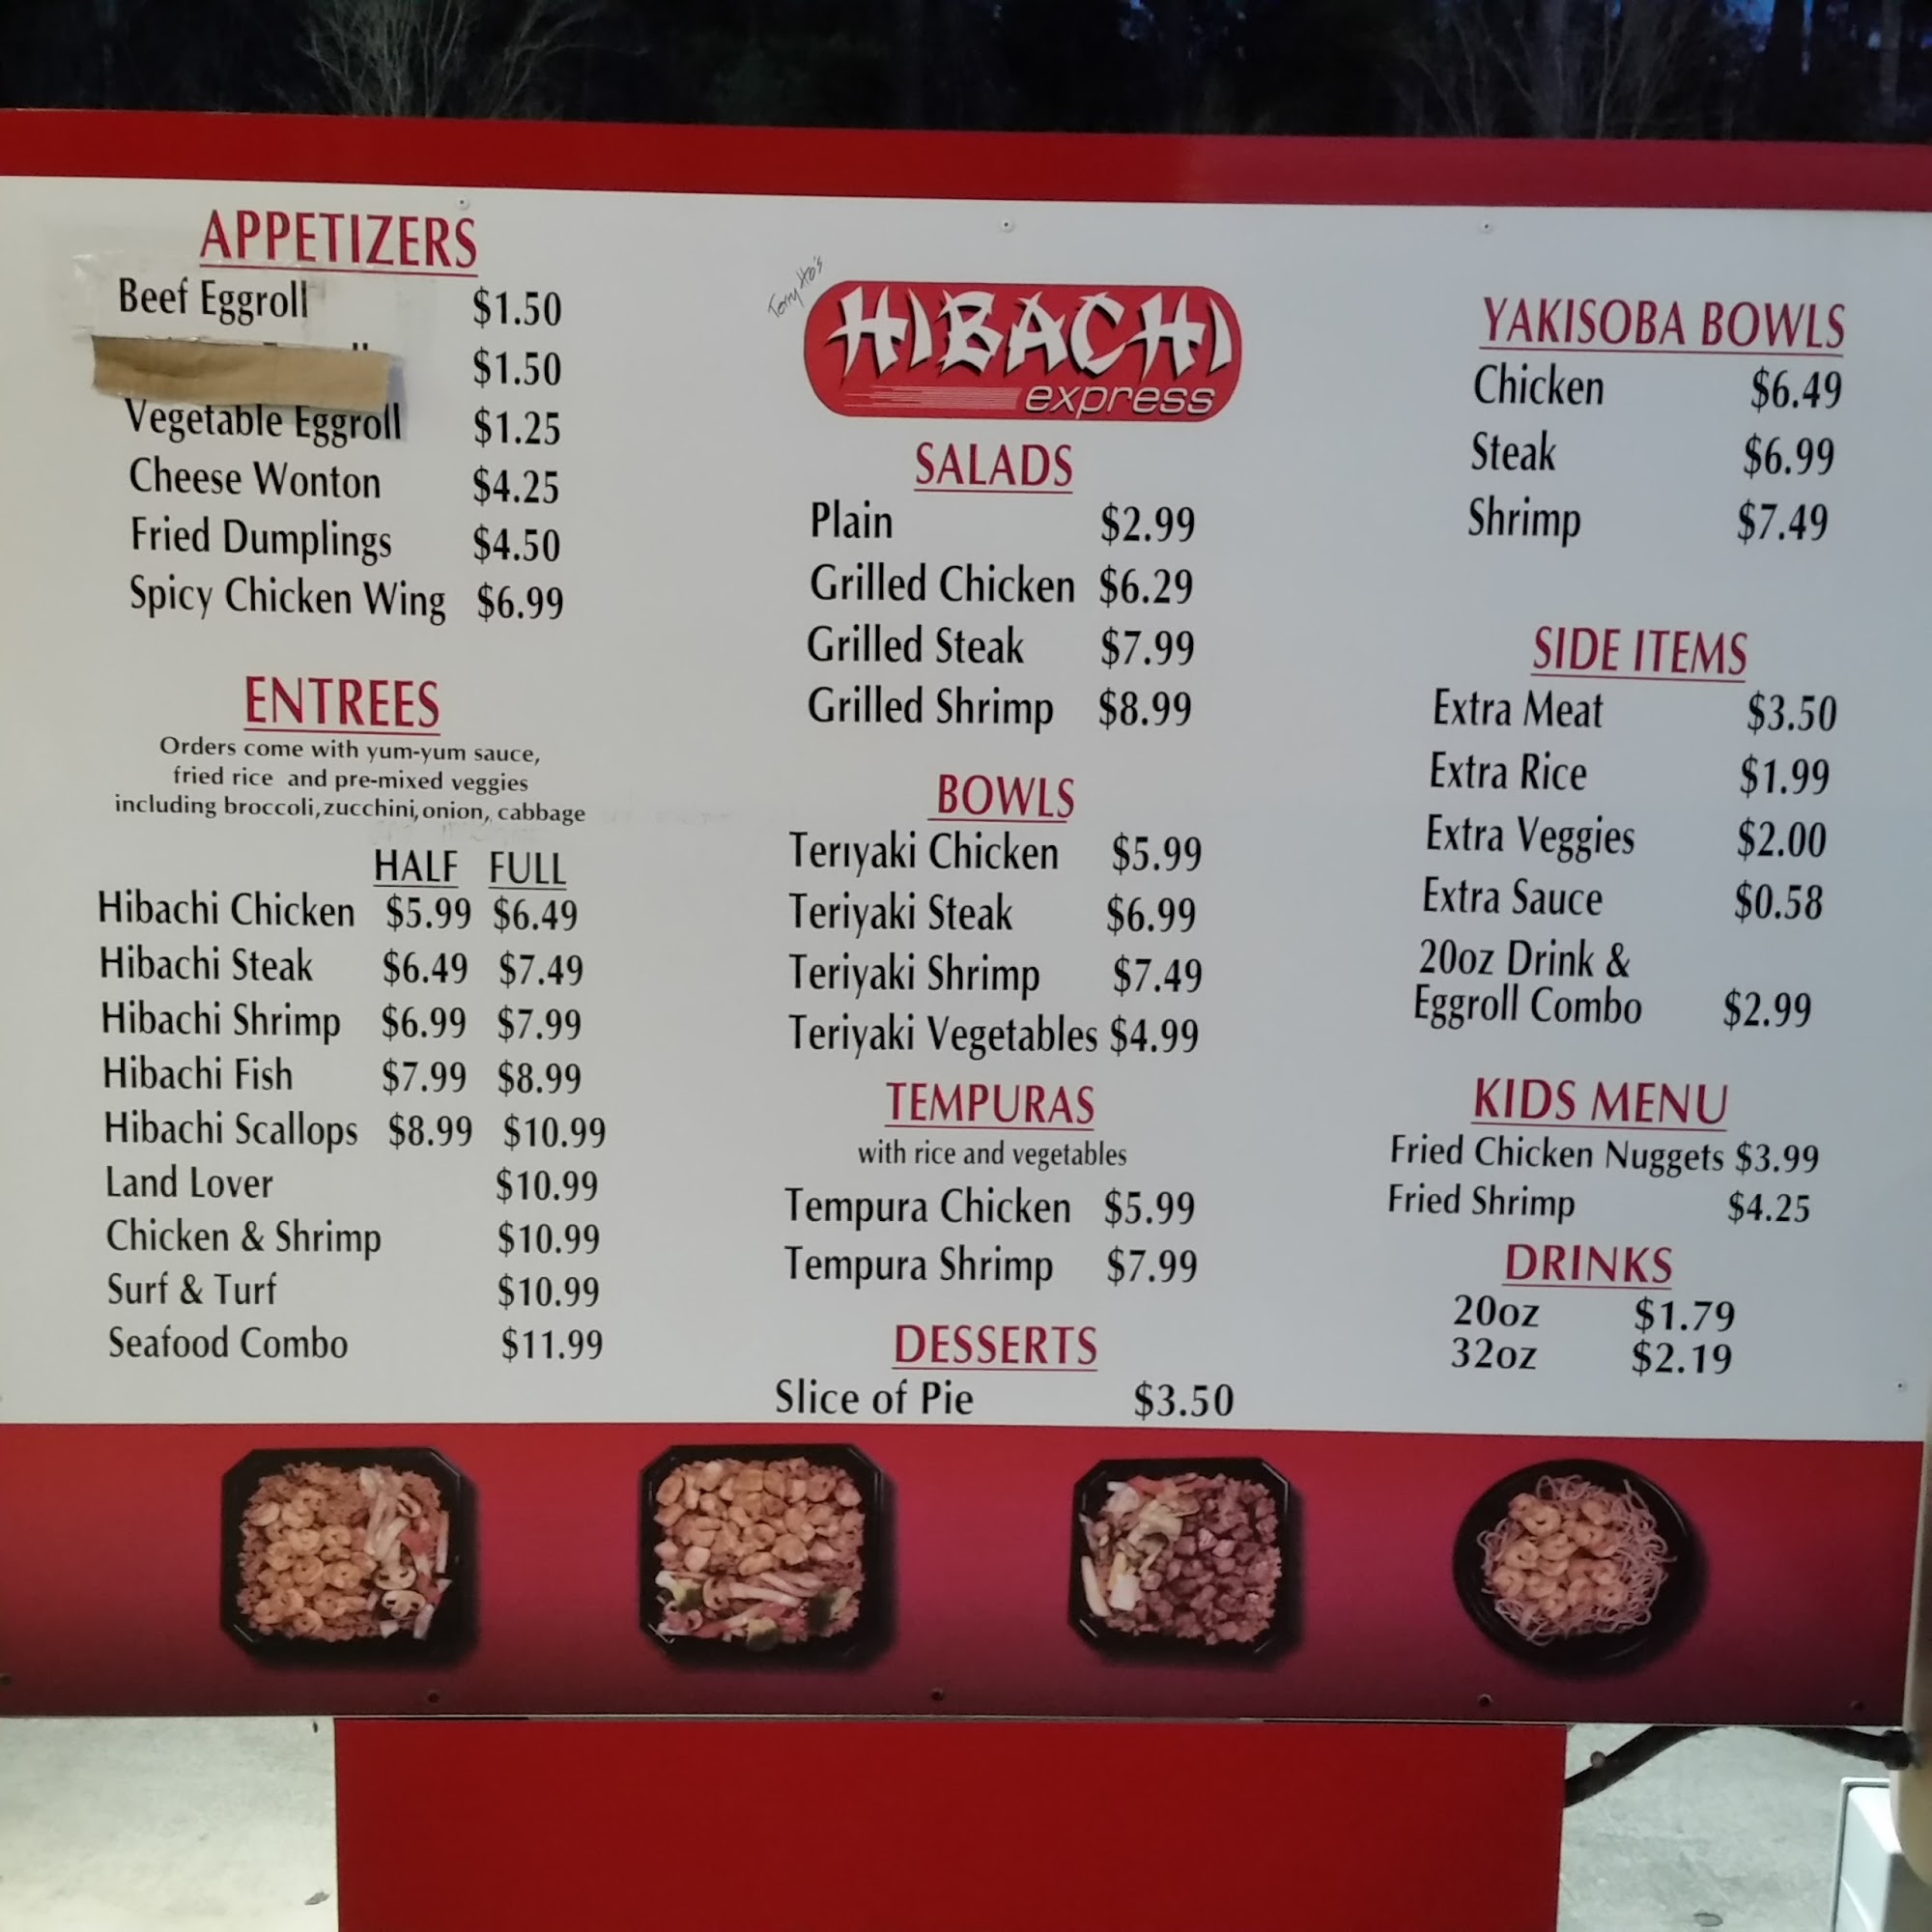 APPETIZERS
Beef Eggroll $1.50
$1.50
Vegetable Eggroll $1.25
Cheese Wonton $4.25
Fried Dumplings $4.50
Spicy Chicken Wing $6.99
ENTREES
Orders come with yum-yum sauce,
fried rice and pre-mixed veggies
including broccoli, zucchini, onion, cabbage
HALF FULL
Hibachi Chicken $5.99 $6.49
Hibachi Steak $6.49 $7.49
Hibachi Shrimp $6.99 $7.99
Hibachi Fish $7.99 $8.99
Hibachi Scallops $8.99 $10.99
Land Lover $10.99
Chicken & Shrimp $10.99
Surf & Turf $10.99
Seafood Combo $11.99
Tony Ho's
HIBACHI
express
SALADS
Plain $2.99
Grilled Chicken $6.29
Grilled Steak $7.99
Grilled Shrimp $8.99
BOWLS
Teriyaki Chicken $5.99
Teriyaki Steak $6.99
Teriyaki Shrimp $7.49
Teriyaki Vegetables $4.99
TEMPURAS
with rice and vegetables
Tempura Chicken $5.99
Tempura Shrimp $7.99
DESSERTS
Slice of Pie $3.50
YAKISOBA BOWLS
Chicken $6.49
Steak $6.99
Shrimp $7.49
SIDE ITEMS
Extra Meat $3.50
Extra Rice $1.99
Extra Veggies $2.00
Extra Sauce $0.58
20oz Drink &
Eggroll Combo $2.99
KIDS MENU
Fried Chicken Nuggets $3.99
Fried Shrimp $4.25
DRINKS
20oz $1.79
32oz $2.19